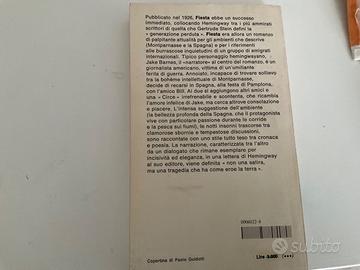 Pubblicato nel 1926, Fiesta ebbe un successo
immediato, collocando Hemingway tra i più ammirati
scrittori di quella che Gertrude Stein definì la
« generazione perduta ». Fiesta era allora un romanzo
di palpitante attualità per gli ambienti che descrive
(Montparnasse e la Spagna) e per i riferimenti
alle burrascose inquietudini di un gruppo di emigrati
internazionali. Tipico personaggio hemingwayano,
Jake Barnes, il «narratore» al centro del romanzo, è un
giornalista americano, vittima di un'umiliante
ferita di guerra. Annoiato, incapace di trovare sollievo
tra la bohème intellettuale di Montparnasse,
decide di recarsi in Spagna, alla festa di Pamplona,
con l'amico Bill. Ai due si aggiungono altri amici e
una « Circe » irrefrenabile e sconten­ta, che ricambia
l'amore infelice di Jake, ma cerca altrove consolazione
e piacere. L'intensa suggestione dell'ambiente
(la bellezza profonda della Spagna, che il protagonista
vive con particolare passione durante le corride
e la pesca sui fiumi), le notti insonni trascorse tra
clamorose sbornie e tempestose discussioni,
sono raccontate con uno stile tutto teso tra cronaca
e poesia. La narrazione, caratterizzata tra l'altro
da un dialogato che rimane esemplare per
incisività ed eleganza, in una lettera di Hemingway
al suo editore, viene definita « non una satira,
ma una tragedia che ha come eroe la terra ».
0006022-6
Copertina di Paolo Guidotti
Lire 3.000 (•••)
subito